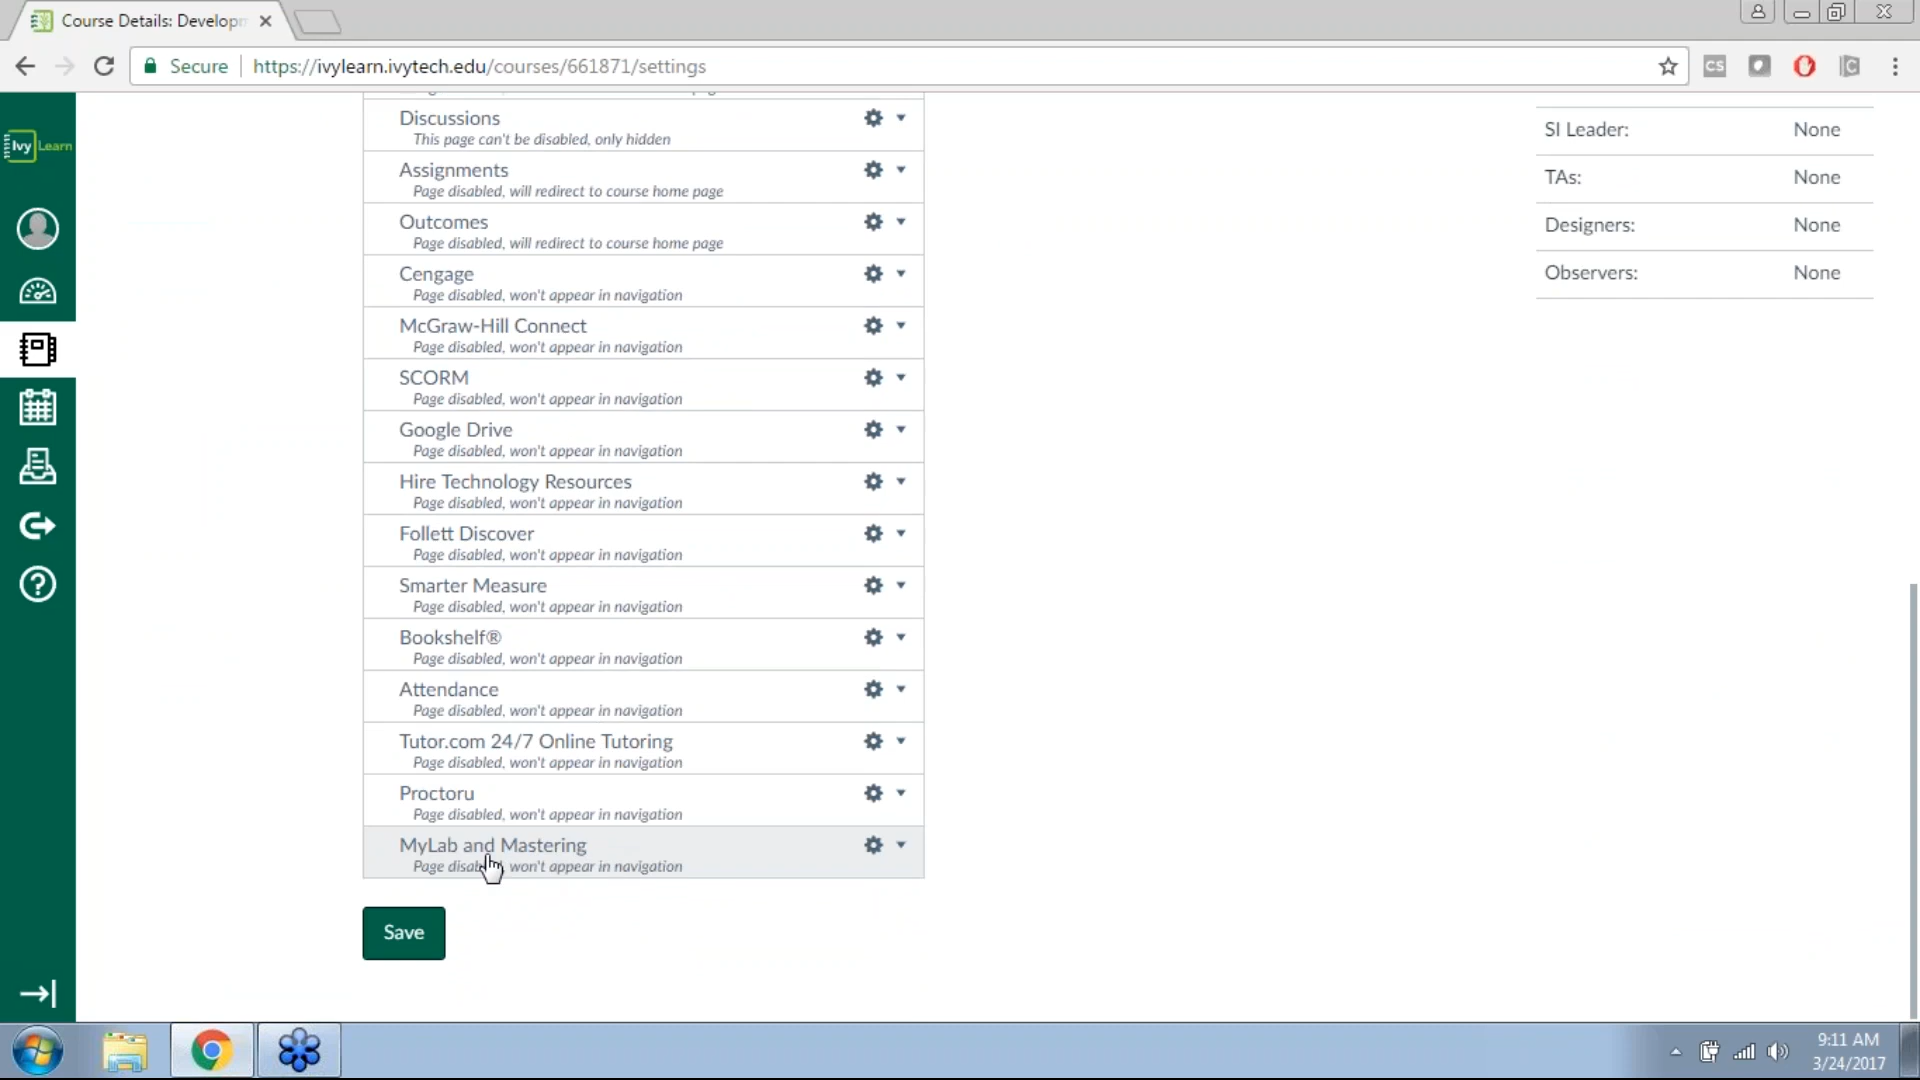 Course Details: Develop
Secure
https://ivylearn.ivytech.edu/courses/661871/settings
CS
Ivy Learn
Discussions
This page can't be disabled, only hidden
Assignments
Page disabled, will redirect to course home page
Outcomes
Page disabled, will redirect to course home page
Cengage
Page disabled, won't appear in navigation
McGraw-Hill Connect
Page disabled, won't appear in navigation
SCORM
Page disabled, won't appear in navigation
Google Drive
Page disabled, won't appear in navigation
Hire Technology Resources
Page disabled, won't appear in navigation
Follett Discover
Page disabled, won't appear in navigation
Smarter Measure
Page disabled, won't appear in navigation
Bookshelf®
Page disabled, won't appear in navigation
Attendance
Page disabled, won't appear in navigation
Tutor.com 24/7 Online Tutoring
Page disabled, won't appear in navigation
Proctoru
Page disabled, won't appear in navigation
MyLab and Mastering
Page disab won't appear in navigation
Save
SI Leader: None
TAs: None
Designers: None
Observers: None
9:11 AM
3/24/2017